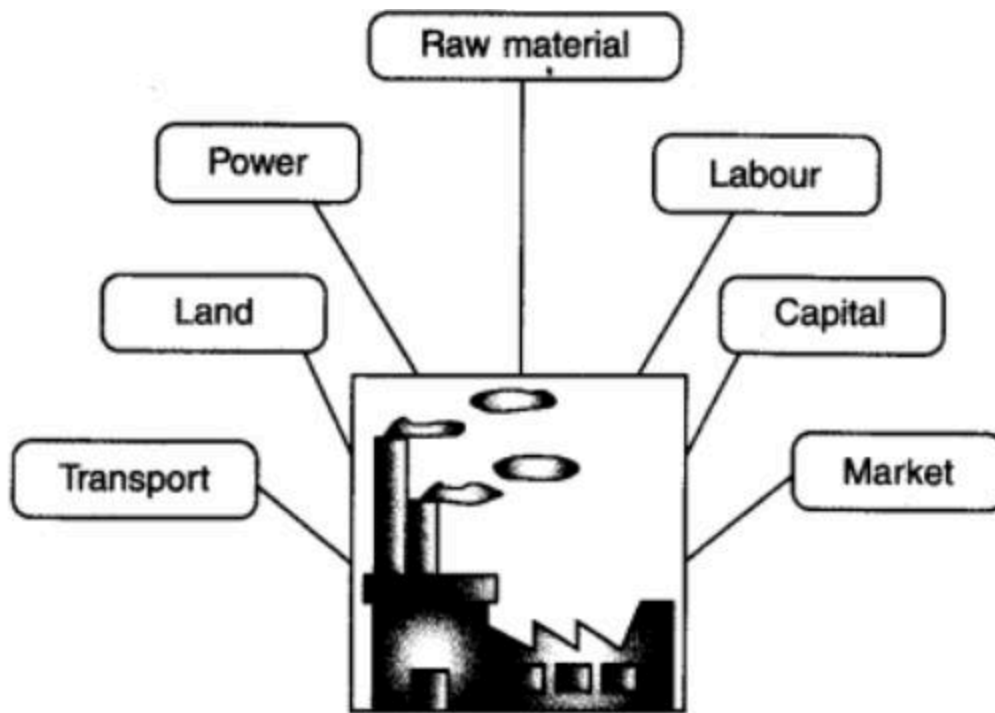 Raw material
Power
Labour
Land
Capital
Transport
Market